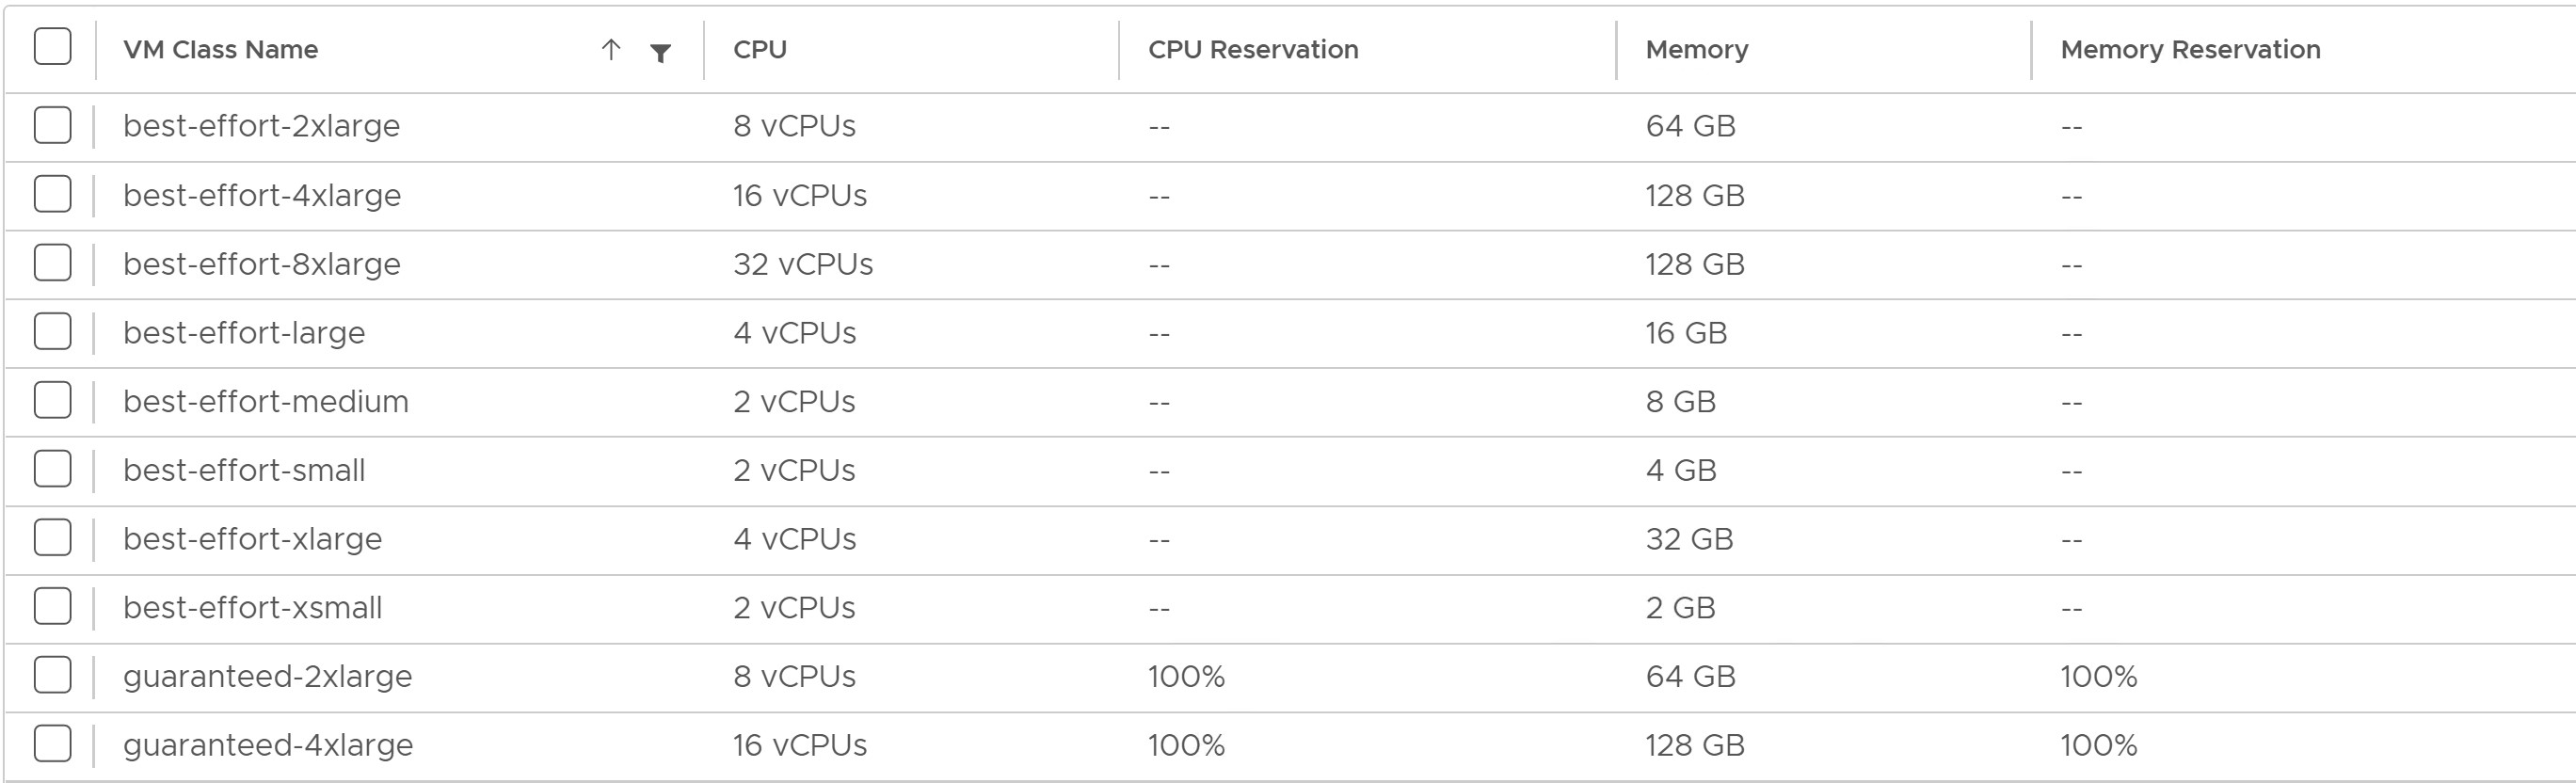 VM Class Name CPU CPU Reservation Memory Memory Reservation
best-effort-2xlarge 8 vCPUs -- 64 GB --
best-effort-4xlarge 16 vCPUs -- 128 GB --
best-effort-8xlarge 32 vCPUs -- 128 GB --
best-effort-large 4 vCPUs -- 16 GB --
best-effort-medium 2 vCPUs -- 8 GB --
best-effort-small 2 vCPUs -- 4 GB --
best-effort-xlarge 4 vCPUs -- 32 GB --
best-effort-xsmall 2 vCPUs -- 2 GB --
guaranteed-2xlarge 8 vCPUs 100% 64 GB 100%
guaranteed-4xlarge 16 vCPUs 100% 128 GB 100%